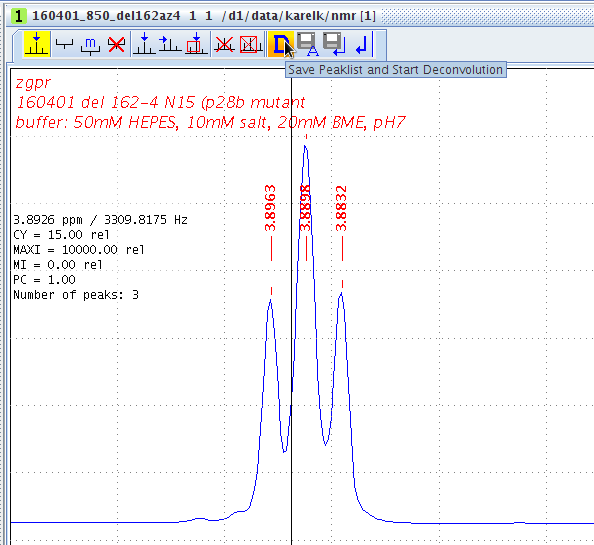 1 160401_850_del162az4 1 1 /d1/data/karelk/nmr [1]
Save Peaklist and Start Deconvolution
zgpr
160401 del 162-4 N15 (p28b mutant
buffer: 50mM HEPES, 10mM salt, 20mM BME, pH7
3.8963
3.8898
3.8832
3.8926 ppm / 3309.8175 Hz
CY = 15.00 rel
MAXI = 10000.00 rel
MI = 0.00 rel
PC = 1.00
Number of peaks: 3